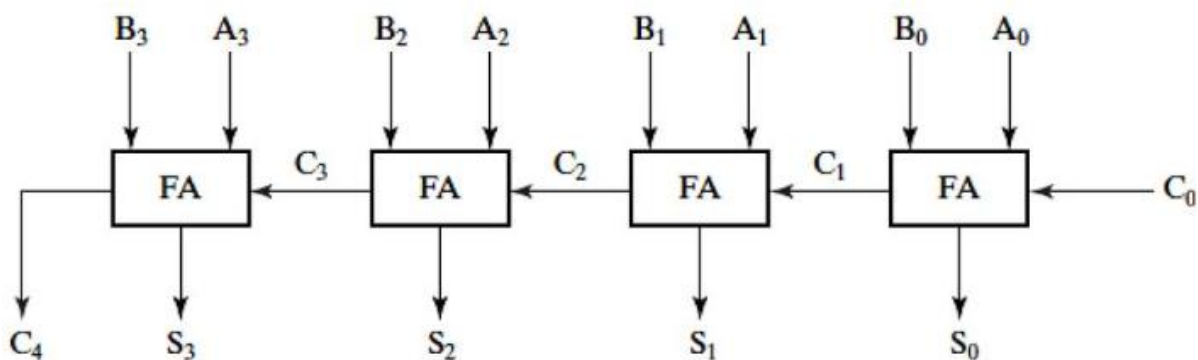 B₃ A₃ B₂ A₂ B₁ A₁ B₀ A₀
FA C₃ FA C₂ FA C₁ FA C₀
C₄ S₃ S₂ S₁ S₀